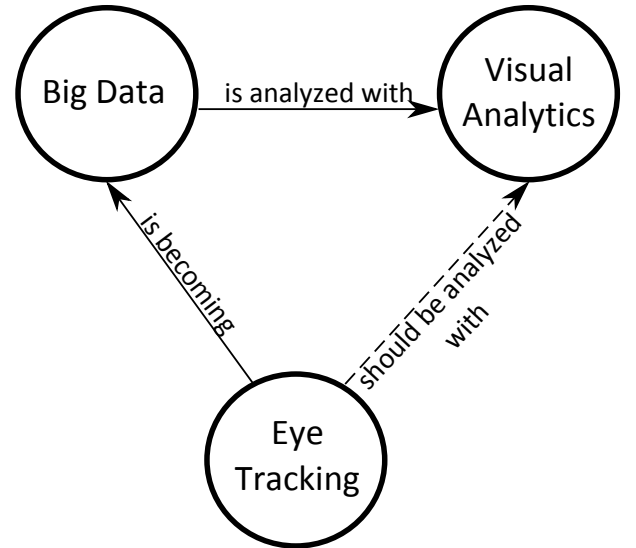 Big Data
is analyzed with
Visual
Analytics
is becoming
should be analyzed
with
Eye
Tracking